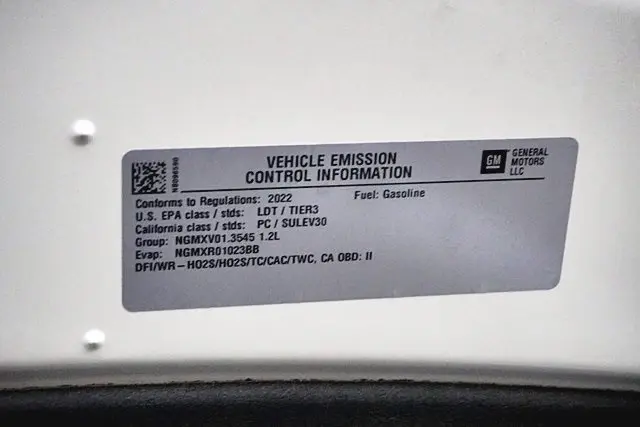 VEHICLE EMISSION
CONTROL INFORMATION
GM
GENERAL
MOTORS
LLC
Conforms to Regulations: 2022 Fuel: Gasoline
U.S. EPA class / stds: LDT / TIER3
California class / stds: PC / SULEV30
Group: NGMXV01.3545 1.2L
Evap: NGMXR01023BB
DFI/WR-HO2S/HO2S/TC/CAC/TWC, CA OBD: II